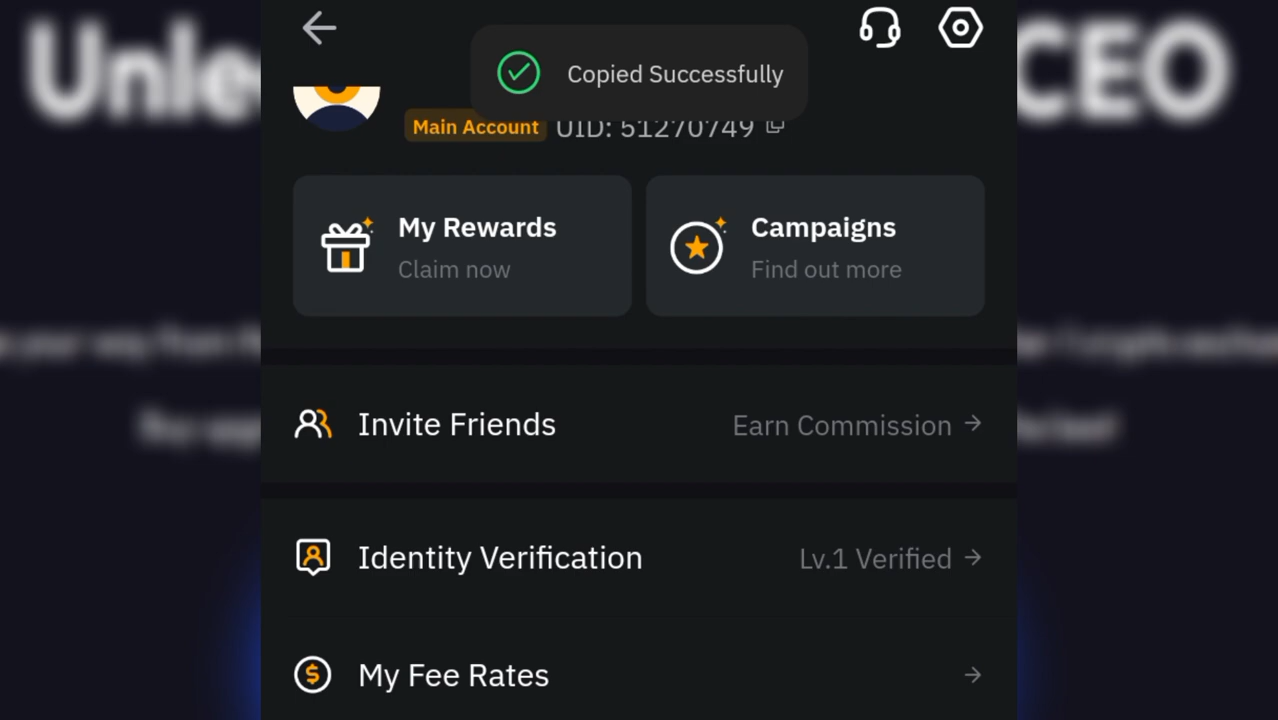 Copied Successfully
Main Account UID: 51270749
My Rewards
Claim now
Campaigns
Find out more
Invite Friends
Earn Commission
Identity Verification
Lv.1 Verified
My Fee Rates
CEO